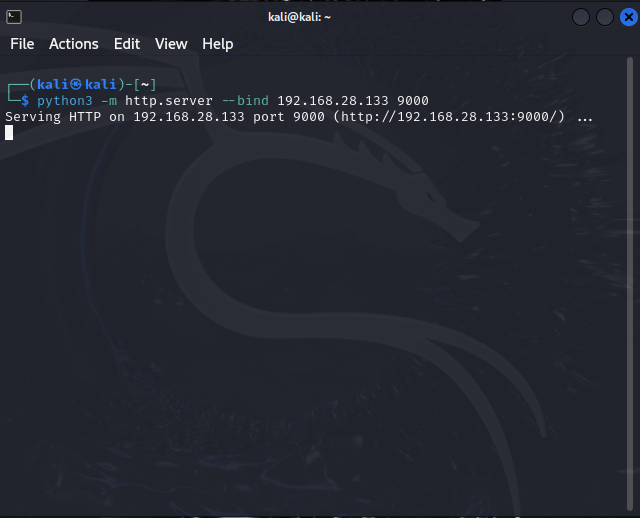 kali@kali: ~
File Actions Edit View Help
┌──(kali㉿kali)-[~]
└─$ python3 -m http.server --bind 192.168.28.133 9000
Serving HTTP on 192.168.28.133 port 9000 (http://192.168.28.133:9000/) ...